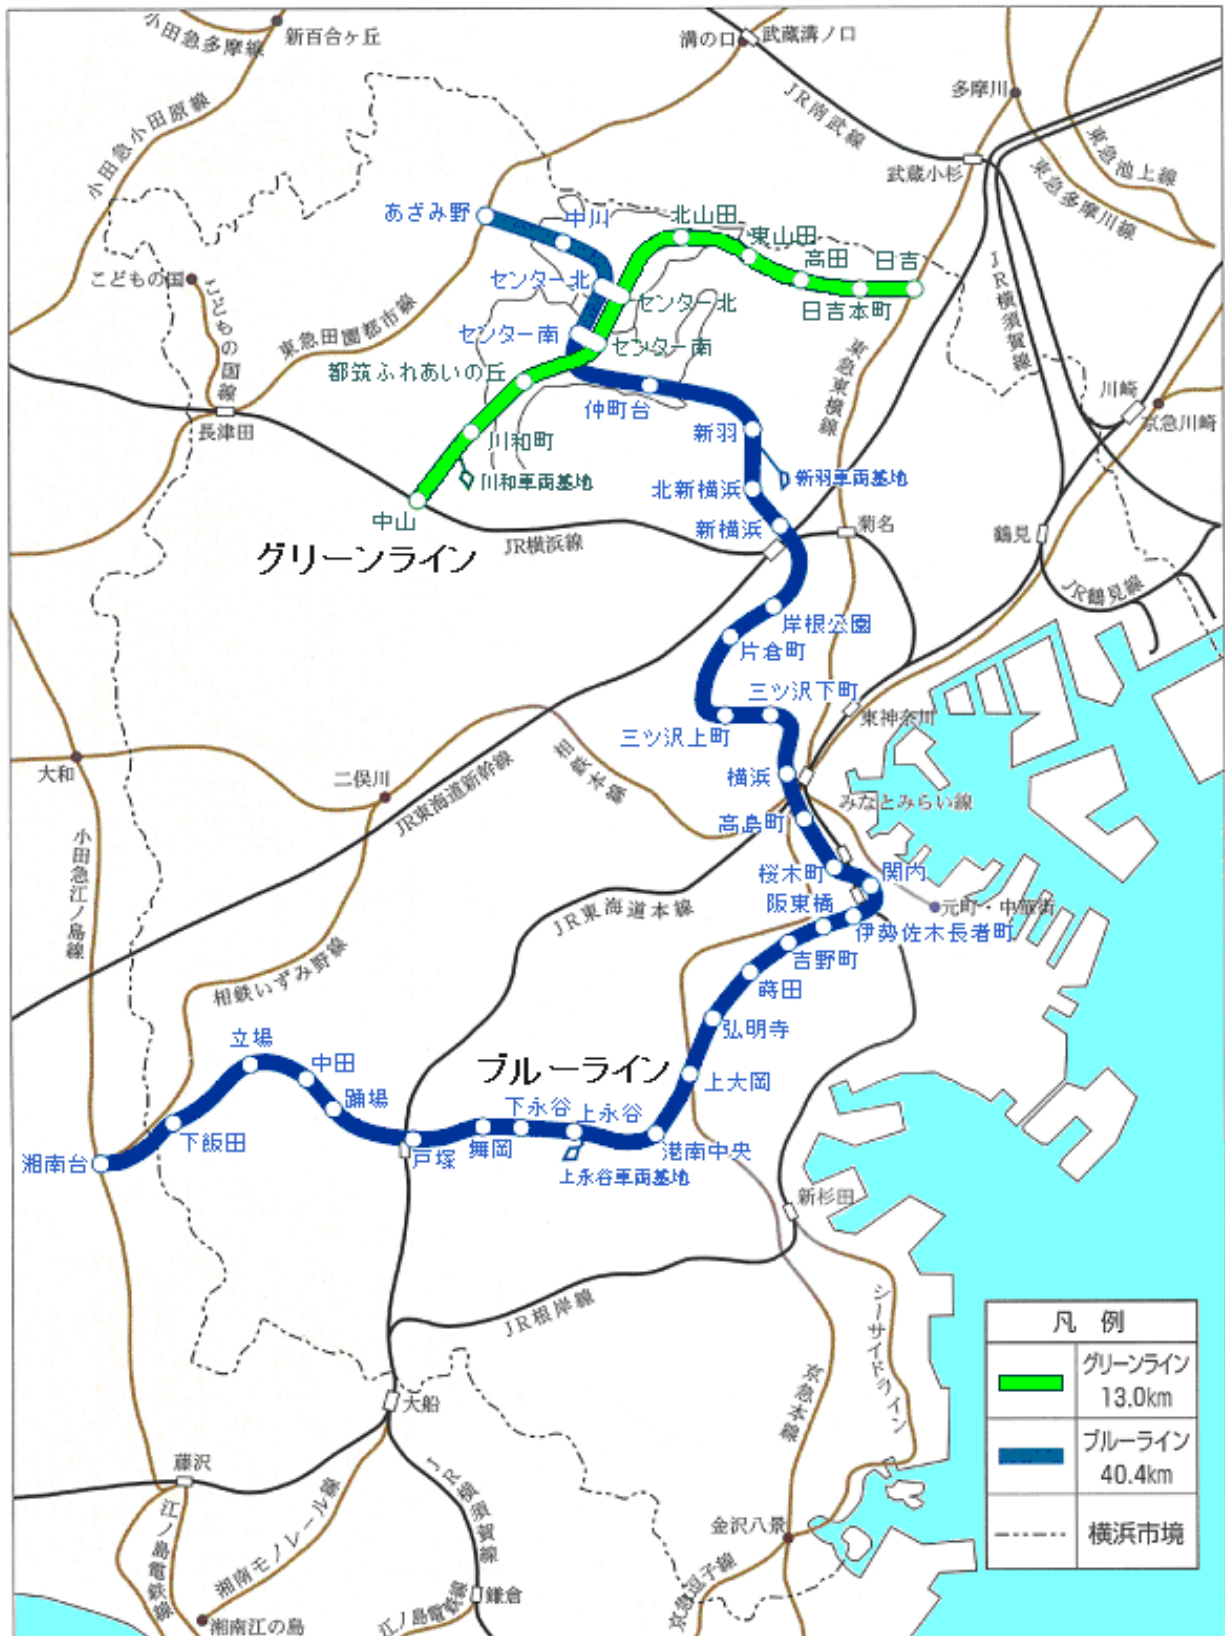 小田急多摩線
新百合ヶ丘
溝の口
武蔵溝ノ口
JR南武線
多摩川
小田急小田原線
武蔵小杉
東急池上線
東急多摩川線
あざみ野
中川
北山田
東山田
高田
日吉
日吉本町
こどもの国
こどもの国線
東急田園都市線
センター北
センター北
センター南
センター南
JR横須賀線
東急東横線
都筑ふれあいの丘
仲町台
川崎
京急川崎
長津田
川和町
新羽
川和車両基地
新羽車両基地
北新横浜
中山
JR横浜線
新横浜
菊名
鶴見
グリーンライン
JR鶴見線
岸根公園
片倉町
三ツ沢下町
三ツ沢上町
東神奈川
大和
二俣川
相鉄本線
JR東海道新幹線
横浜
みなとみらい線
高島町
小田急江ノ島線
桜木町
関内
JR東海道本線
阪東橋
元町・中華街
伊勢佐木長者町
吉野町
相鉄いずみ野線
蒔田
弘明寺
立場
中田
踊場
ブルーライン
上大岡
下永谷
上永谷
下飯田
湘南台
戸塚
舞岡
港南中央
上永谷車両基地
新杉田
JR根岸線
シーサイドライン
京急本線
大船
藤沢
JR横須賀線
江ノ島電鉄線
湘南モノレール線
金沢八景
京急逗子線
鎌倉
江ノ島電鉄線
湘南江の島
凡 例
グリーンライン
13.0km
ブルーライン
40.4km
横浜市境